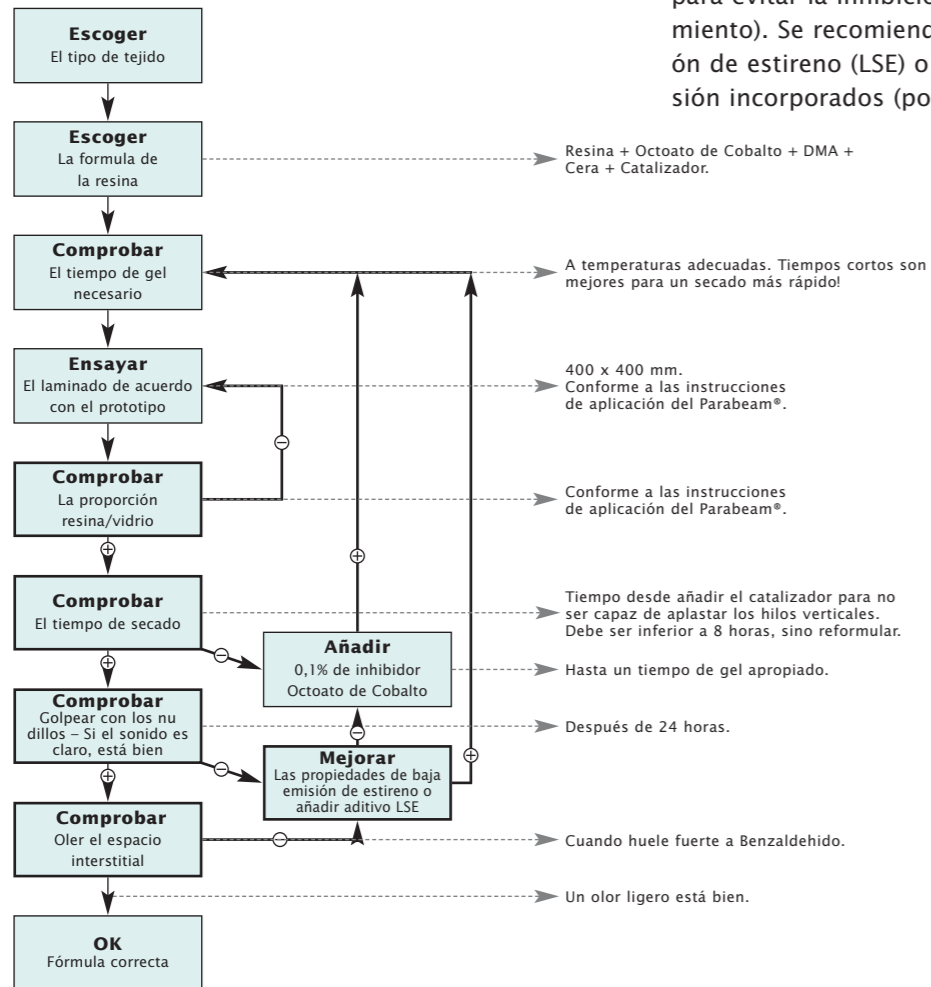 para evitar la inhibició
miento). Se recomiend
ón de estireno (LSE) o
sión incorporados (po
Escoger
El tipo de tejido
Escoger
La formula de
la resina
Resina + Octoato de Cobalto + DMA +
Cera + Catalizador.
Comprobar
El tiempo de gel
necesario
A temperaturas adecuadas. Tiempos cortos son
mejores para un secado más rápido!
Ensayar
El laminado de acuerdo
con el prototipo
400 x 400 mm.
Conforme a las instrucciones
de aplicación del Parabeam®.
Comprobar
La proporción
resina/vidrio
Conforme a las instrucciones
de aplicación del Parabeam®.
Comprobar
El tiempo de secado
Tiempo desde añadir el catalizador para no
ser capaz de aplastar los hilos verticales.
Debe ser inferior a 8 horas, sino reformular.
Añadir
0,1% de inhibidor
Octoato de Cobalto
Hasta un tiempo de gel apropiado.
Comprobar
Golpear con los nu
dillos – Si el sonido es
claro, está bien
Después de 24 horas.
Mejorar
Las propiedades de baja
emisión de estireno o
añadir aditivo LSE
Comprobar
Oler el espacio
interstitial
Cuando huele fuerte a Benzaldehido.
Un olor ligero está bien.
OK
Fórmula correcta